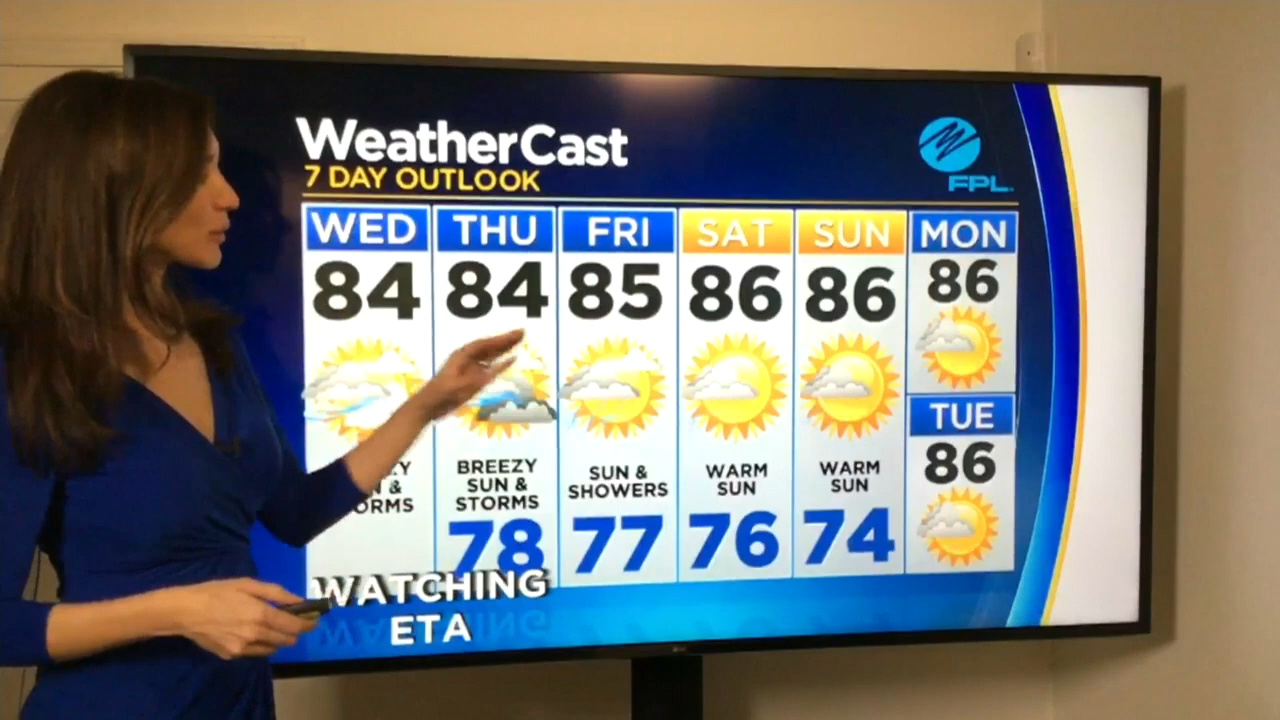 WeatherCast
7 DAY OUTLOOK
FPL
WED
84
THU
84
BREEZY
SUN &
STORMS
78
FRI
85
SUN &
SHOWERS
77
SAT
86
WARM
SUN
76
SUN
86
WARM
SUN
74
MON
86
TUE
86
WATCHING
ETA